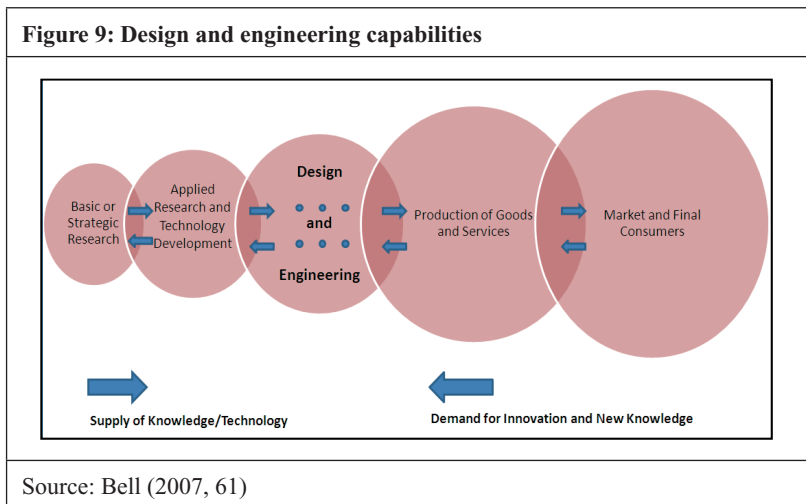 Figure 9: Design and engineering capabilities
Basic or
Strategic
Research
Applied
Research and
Technology
Development
Design
and
Engineering
Production of Goods
and Services
Market and Final
Consumers
Supply of Knowledge/Technology
Demand for Innovation and New Knowledge
Source: Bell (2007, 61)